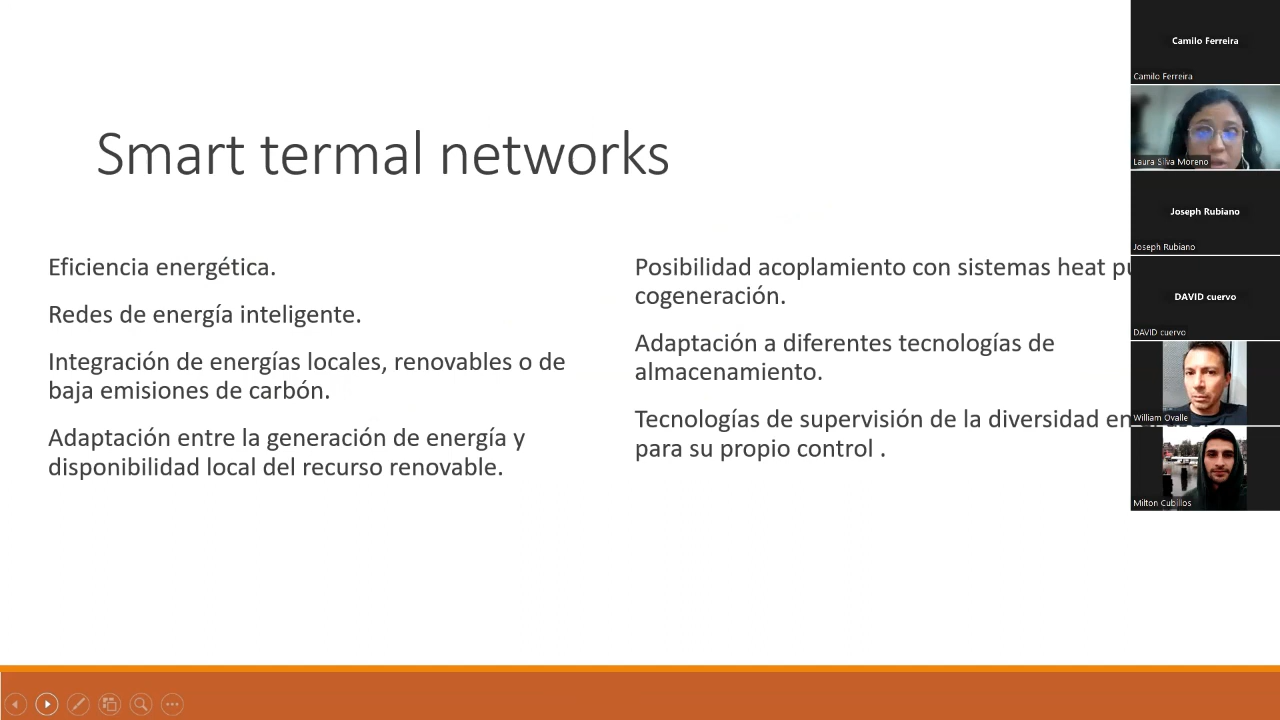 Smart termal networks
Eficiencia energética.
Redes de energía inteligente.
Integración de energías locales, renovables o de
baja emisiones de carbón.
Adaptación entre la generación de energía y
disponibilidad local del recurso renovable.
Posibilidad acoplamiento con sistemas heat
cogeneración.
Adaptación a diferentes tecnologías de
almacenamiento.
Tecnologías de supervisión de la diversidad en
para su propio control .
Camilo Ferreira
Camilo Ferreira
Laura Silva Moreno
Joseph Rubiano
Joseph Rubiano
DAVID cuervo
DAVID cuervo
William Ovalle
Milton Cubillos